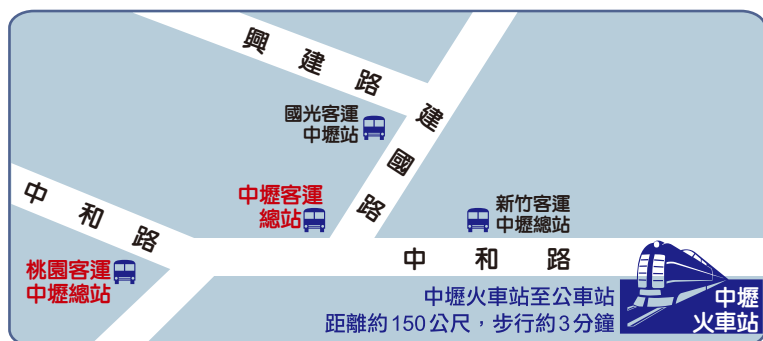 興建路
國光客運
中壢站
建國路
中和路
中壢客運
總站
新竹客運
中壢總站
桃園客運
中壢總站
中和路
中壢火車站至公車站
距離約150公尺，步行約3分鐘
中壢
火車站